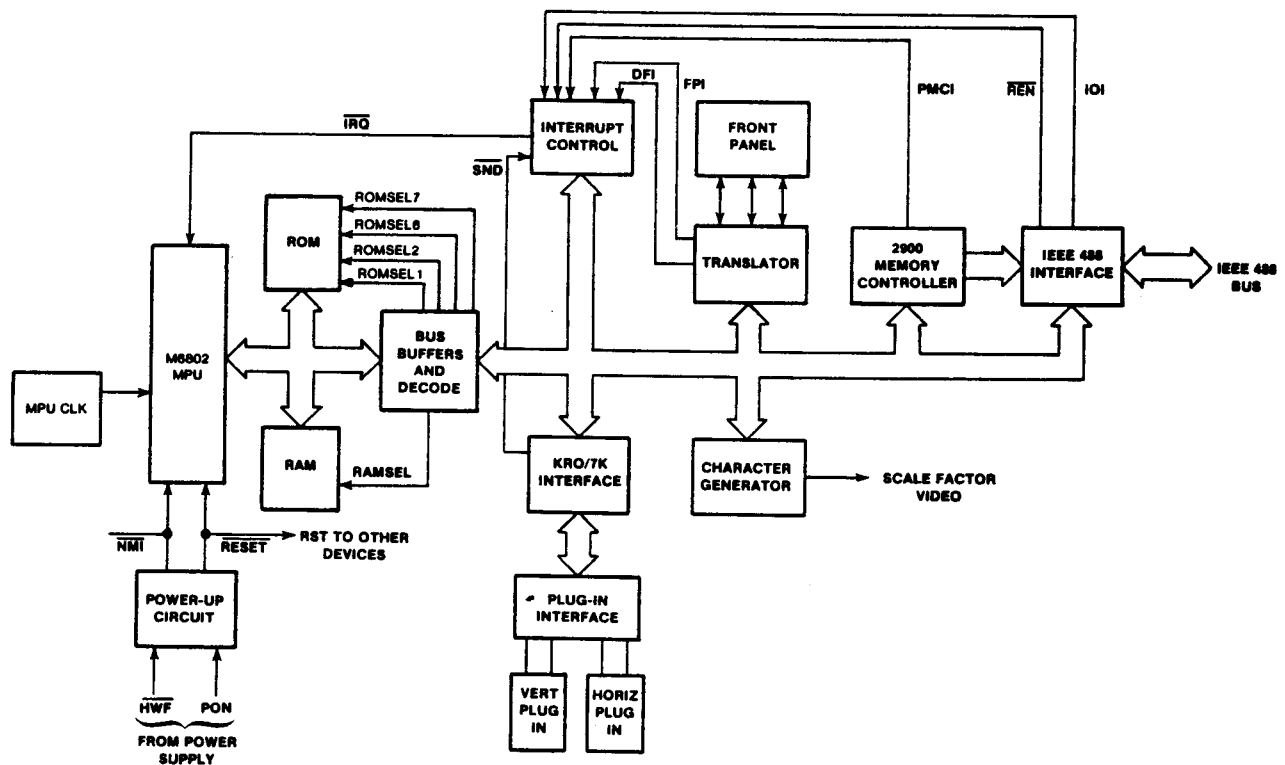 DFI
FPI
PMCI
REN
IOI
INTERRUPT
CONTROL
FRONT
PANEL
IRQ
SND
ROMSEL7
ROMSEL6
ROMSEL2
ROMSEL1
ROM
TRANSLATOR
2900
MEMORY
CONTROLLER
IEEE 488
INTERFACE
IEEE 488
BUS
M6802
MPU
BUS
BUFFERS
AND
DECODE
MPU CLK
RAM
RAMSEL
KRO/7K
INTERFACE
CHARACTER
GENERATOR
SCALE FACTOR
VIDEO
NMI
RESET
RST TO OTHER
DEVICES
POWER-UP
CIRCUIT
PLUG-IN
INTERFACE
HWF
PON
VERT
PLUG
IN
HORIZ
PLUG
IN
FROM POWER
SUPPLY